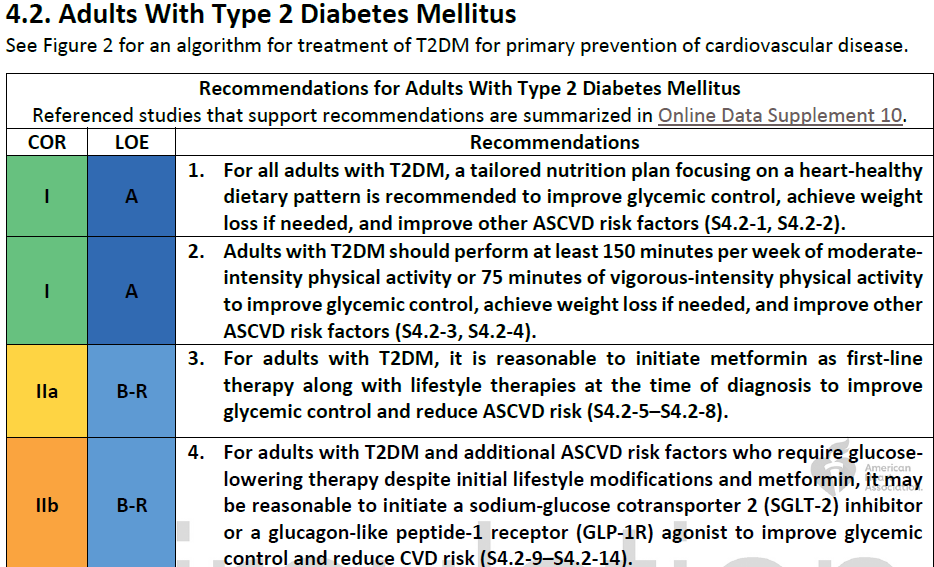 4.2. Adults With Type 2 Diabetes Mellitus
See Figure 2 for an algorithm for treatment of T2DM for primary prevention of cardiovascular disease.
Recommendations for Adults With Type 2 Diabetes Mellitus
Referenced studies that support recommendations are summarized in Online Data Supplement 10.
COR LOE Recommendations
I A
1. For all adults with T2DM, a tailored nutrition plan focusing on a heart-healthy
dietary pattern is recommended to improve glycemic control, achieve weight
loss if needed, and improve other ASCVD risk factors (S4.2-1, S4.2-2).
I A
2. Adults with T2DM should perform at least 150 minutes per week of moderate-
intensity physical activity or 75 minutes of vigorous-intensity physical activity
to improve glycemic control, achieve weight loss if needed, and improve other
ASCVD risk factors (S4.2-3, S4.2-4).
IIa B-R
3. For adults with T2DM, it is reasonable to initiate metformin as first-line
therapy along with lifestyle therapies at the time of diagnosis to improve
glycemic control and reduce ASCVD risk (S4.2-5–S4.2-8).
IIb B-R
4. For adults with T2DM and additional ASCVD risk factors who require glucose-
lowering therapy despite initial lifestyle modifications and metformin, it may
be reasonable to initiate a sodium-glucose cotransporter 2 (SGLT-2) inhibitor
or a glucagon-like peptide-1 receptor (GLP-1R) agonist to improve glycemic
control and reduce CVD risk (S4.2-9–S4.2-14).
American
Association